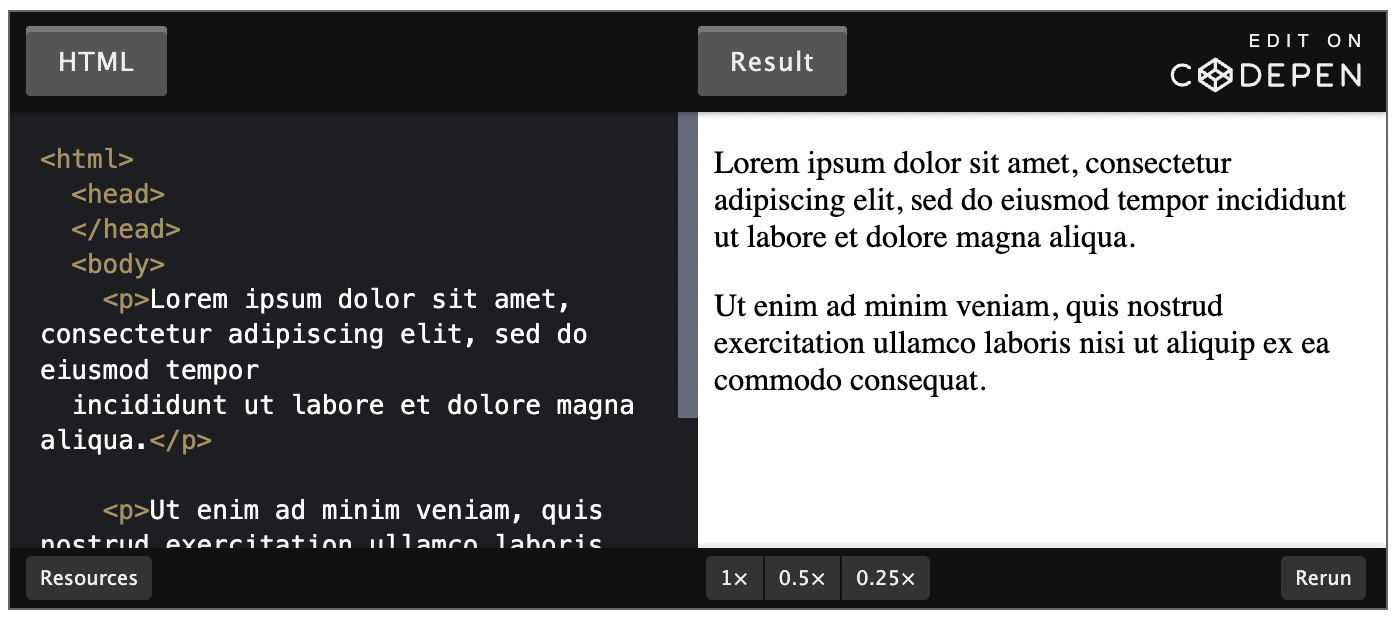 HTML
<html>
<head>
</head>
<body>
<p>Lorem ipsum dolor sit amet,
consectetur adipiscing elit, sed do
eiusmod tempor
incididunt ut labore et dolore magna
aliqua.</p>
<p>Ut enim ad minim veniam, quis
nostrud exercitation ullamco laboris
Resources
Result
EDIT ON
CODEPEN
Lorem ipsum dolor sit amet, consectetur
adipiscing elit, sed do eiusmod tempor incididunt
ut labore et dolore magna aliqua.
Ut enim ad minim veniam, quis nostrud
exercitation ullamco laboris nisi ut aliquip ex ea
commodo consequat.
1× 0.5× 0.25×
Rerun